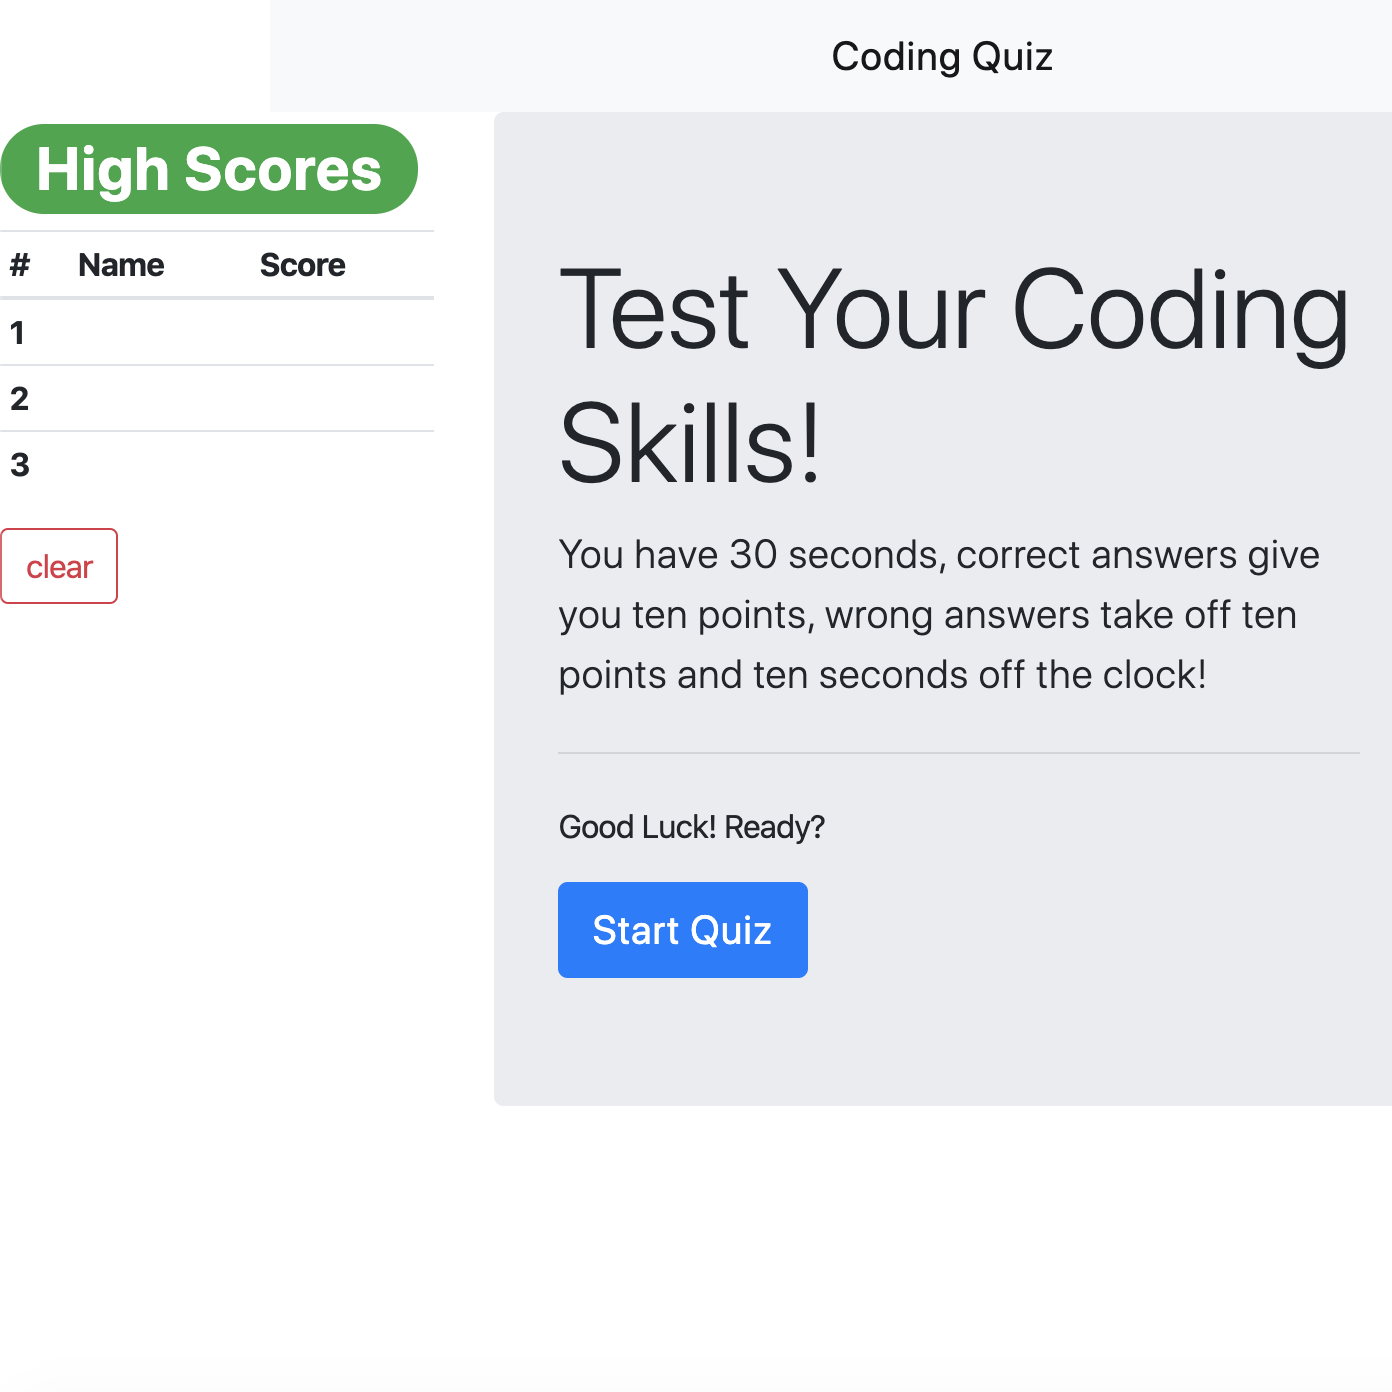 Coding Quiz
High Scores
# Name Score
1
2
3
clear
Test Your Coding
Skills!
You have 30 seconds, correct answers give
you ten points, wrong answers take off ten
points and ten seconds off the clock!
Good Luck! Ready?
Start Quiz